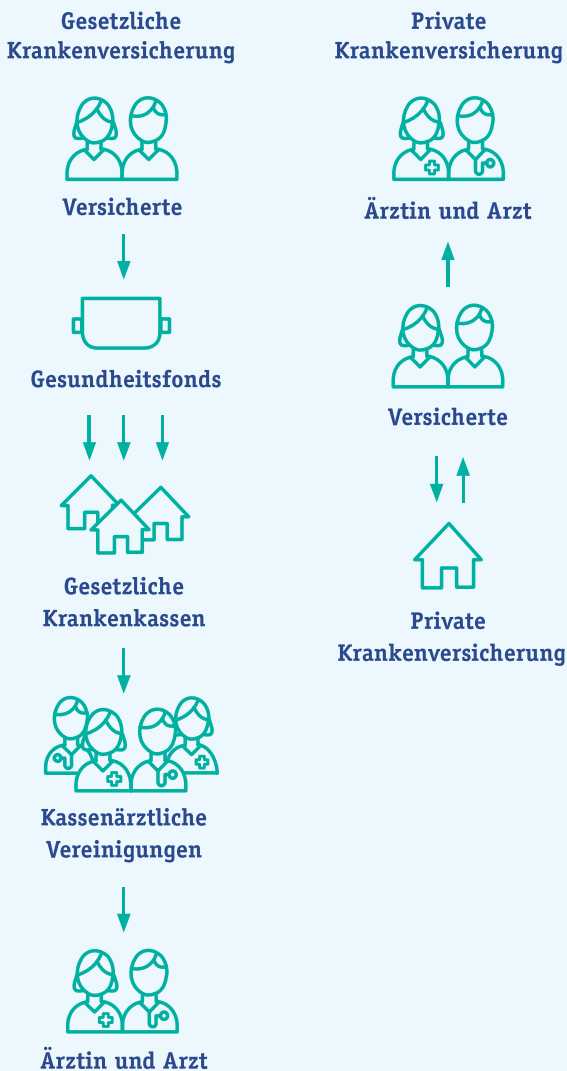 Gesetzliche
Krankenversicherung
Versicherte
Gesundheitsfonds
Gesetzliche
Krankenkassen
Kassenärztliche
Vereinigungen
Ärztin und Arzt
Private
Krankenversicherung
Ärztin und Arzt
Versicherte
Private
Krankenversicherung